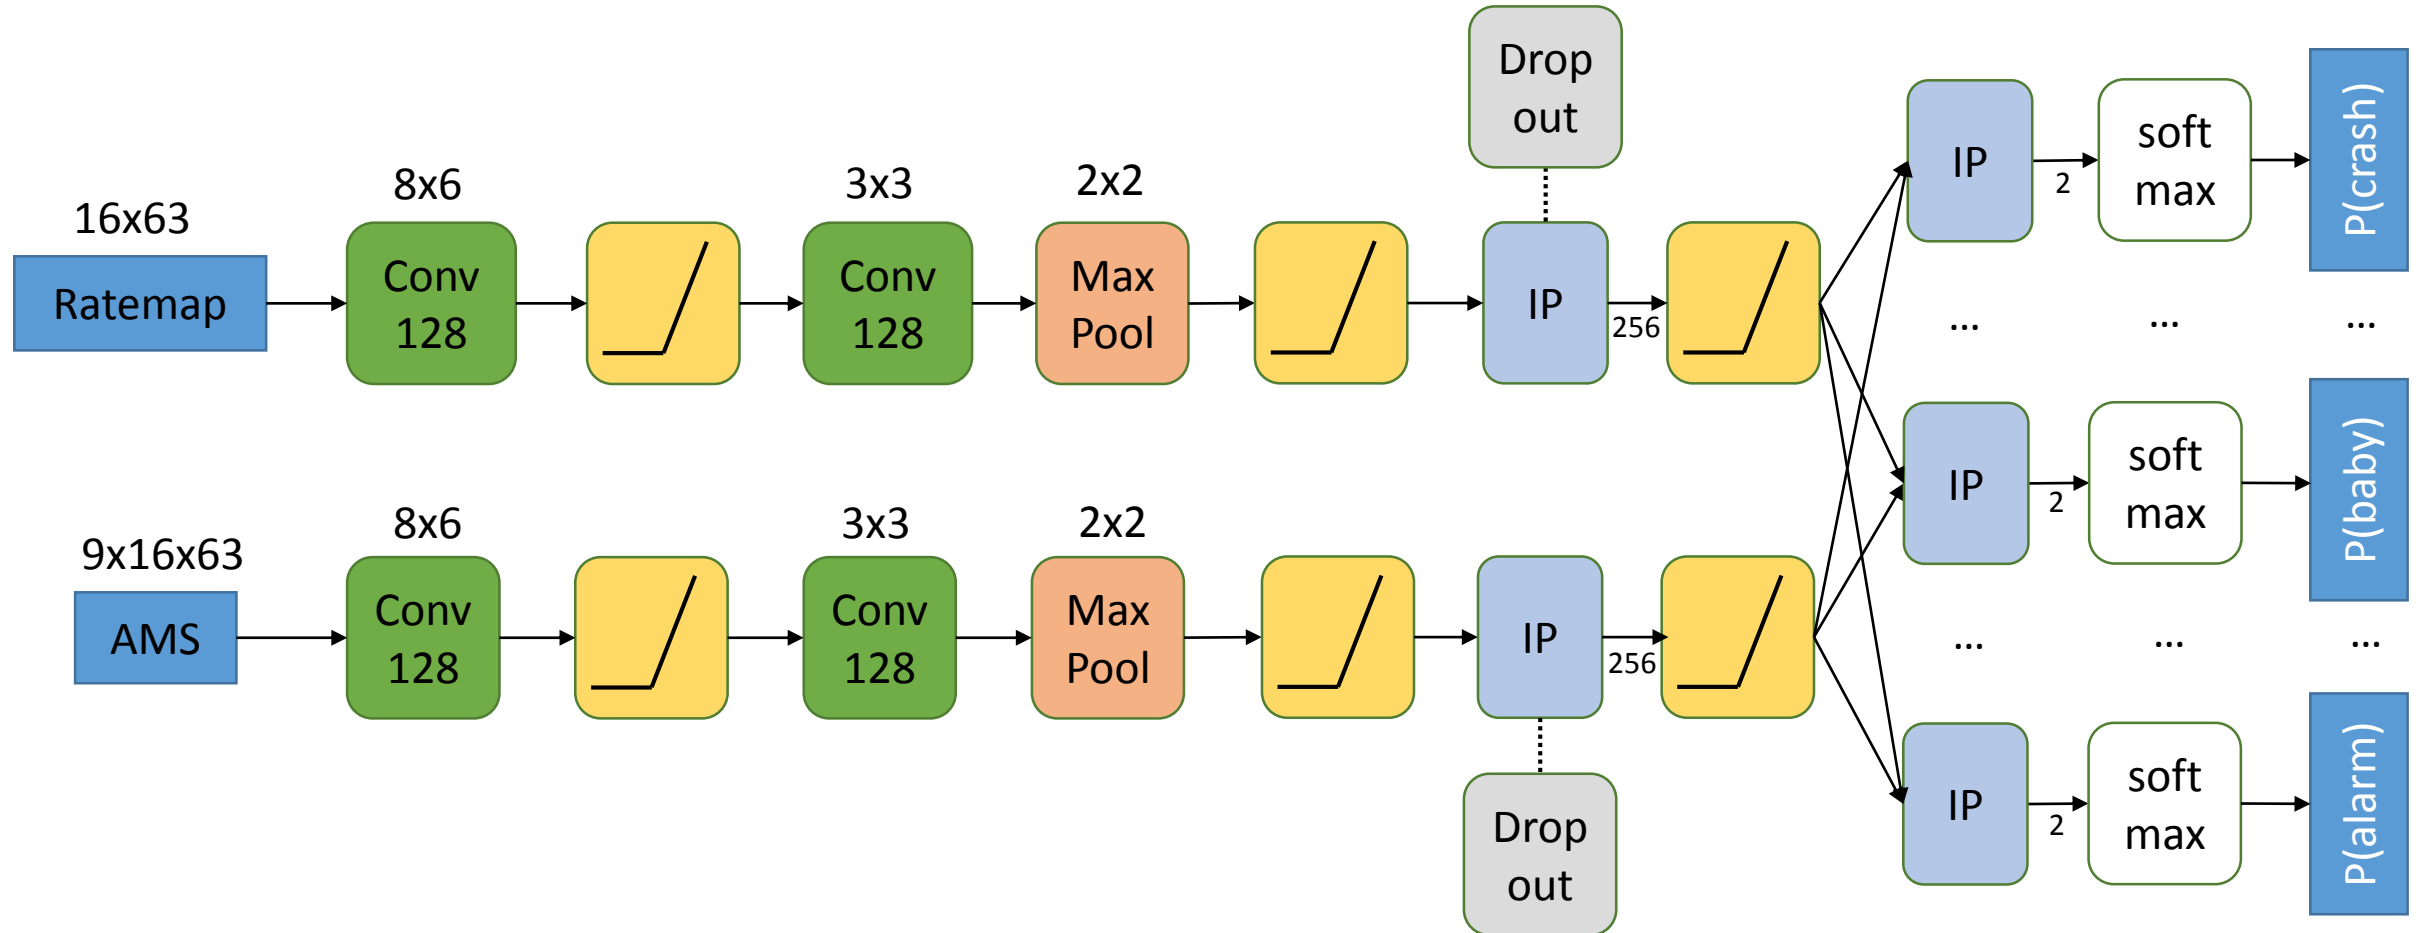 16x63
Ratemap
8x6
Conv
128
3x3
Conv
128
2x2
Max
Pool
Drop
out
IP
256
IP
2
soft
max
P(crash)
...
...
...
IP
2
soft
max
P(baby)
9x16x63
AMS
8x6
Conv
128
3x3
Conv
128
2x2
Max
Pool
IP
256
Drop
out
...
...
...
IP
2
soft
max
P(alarm)